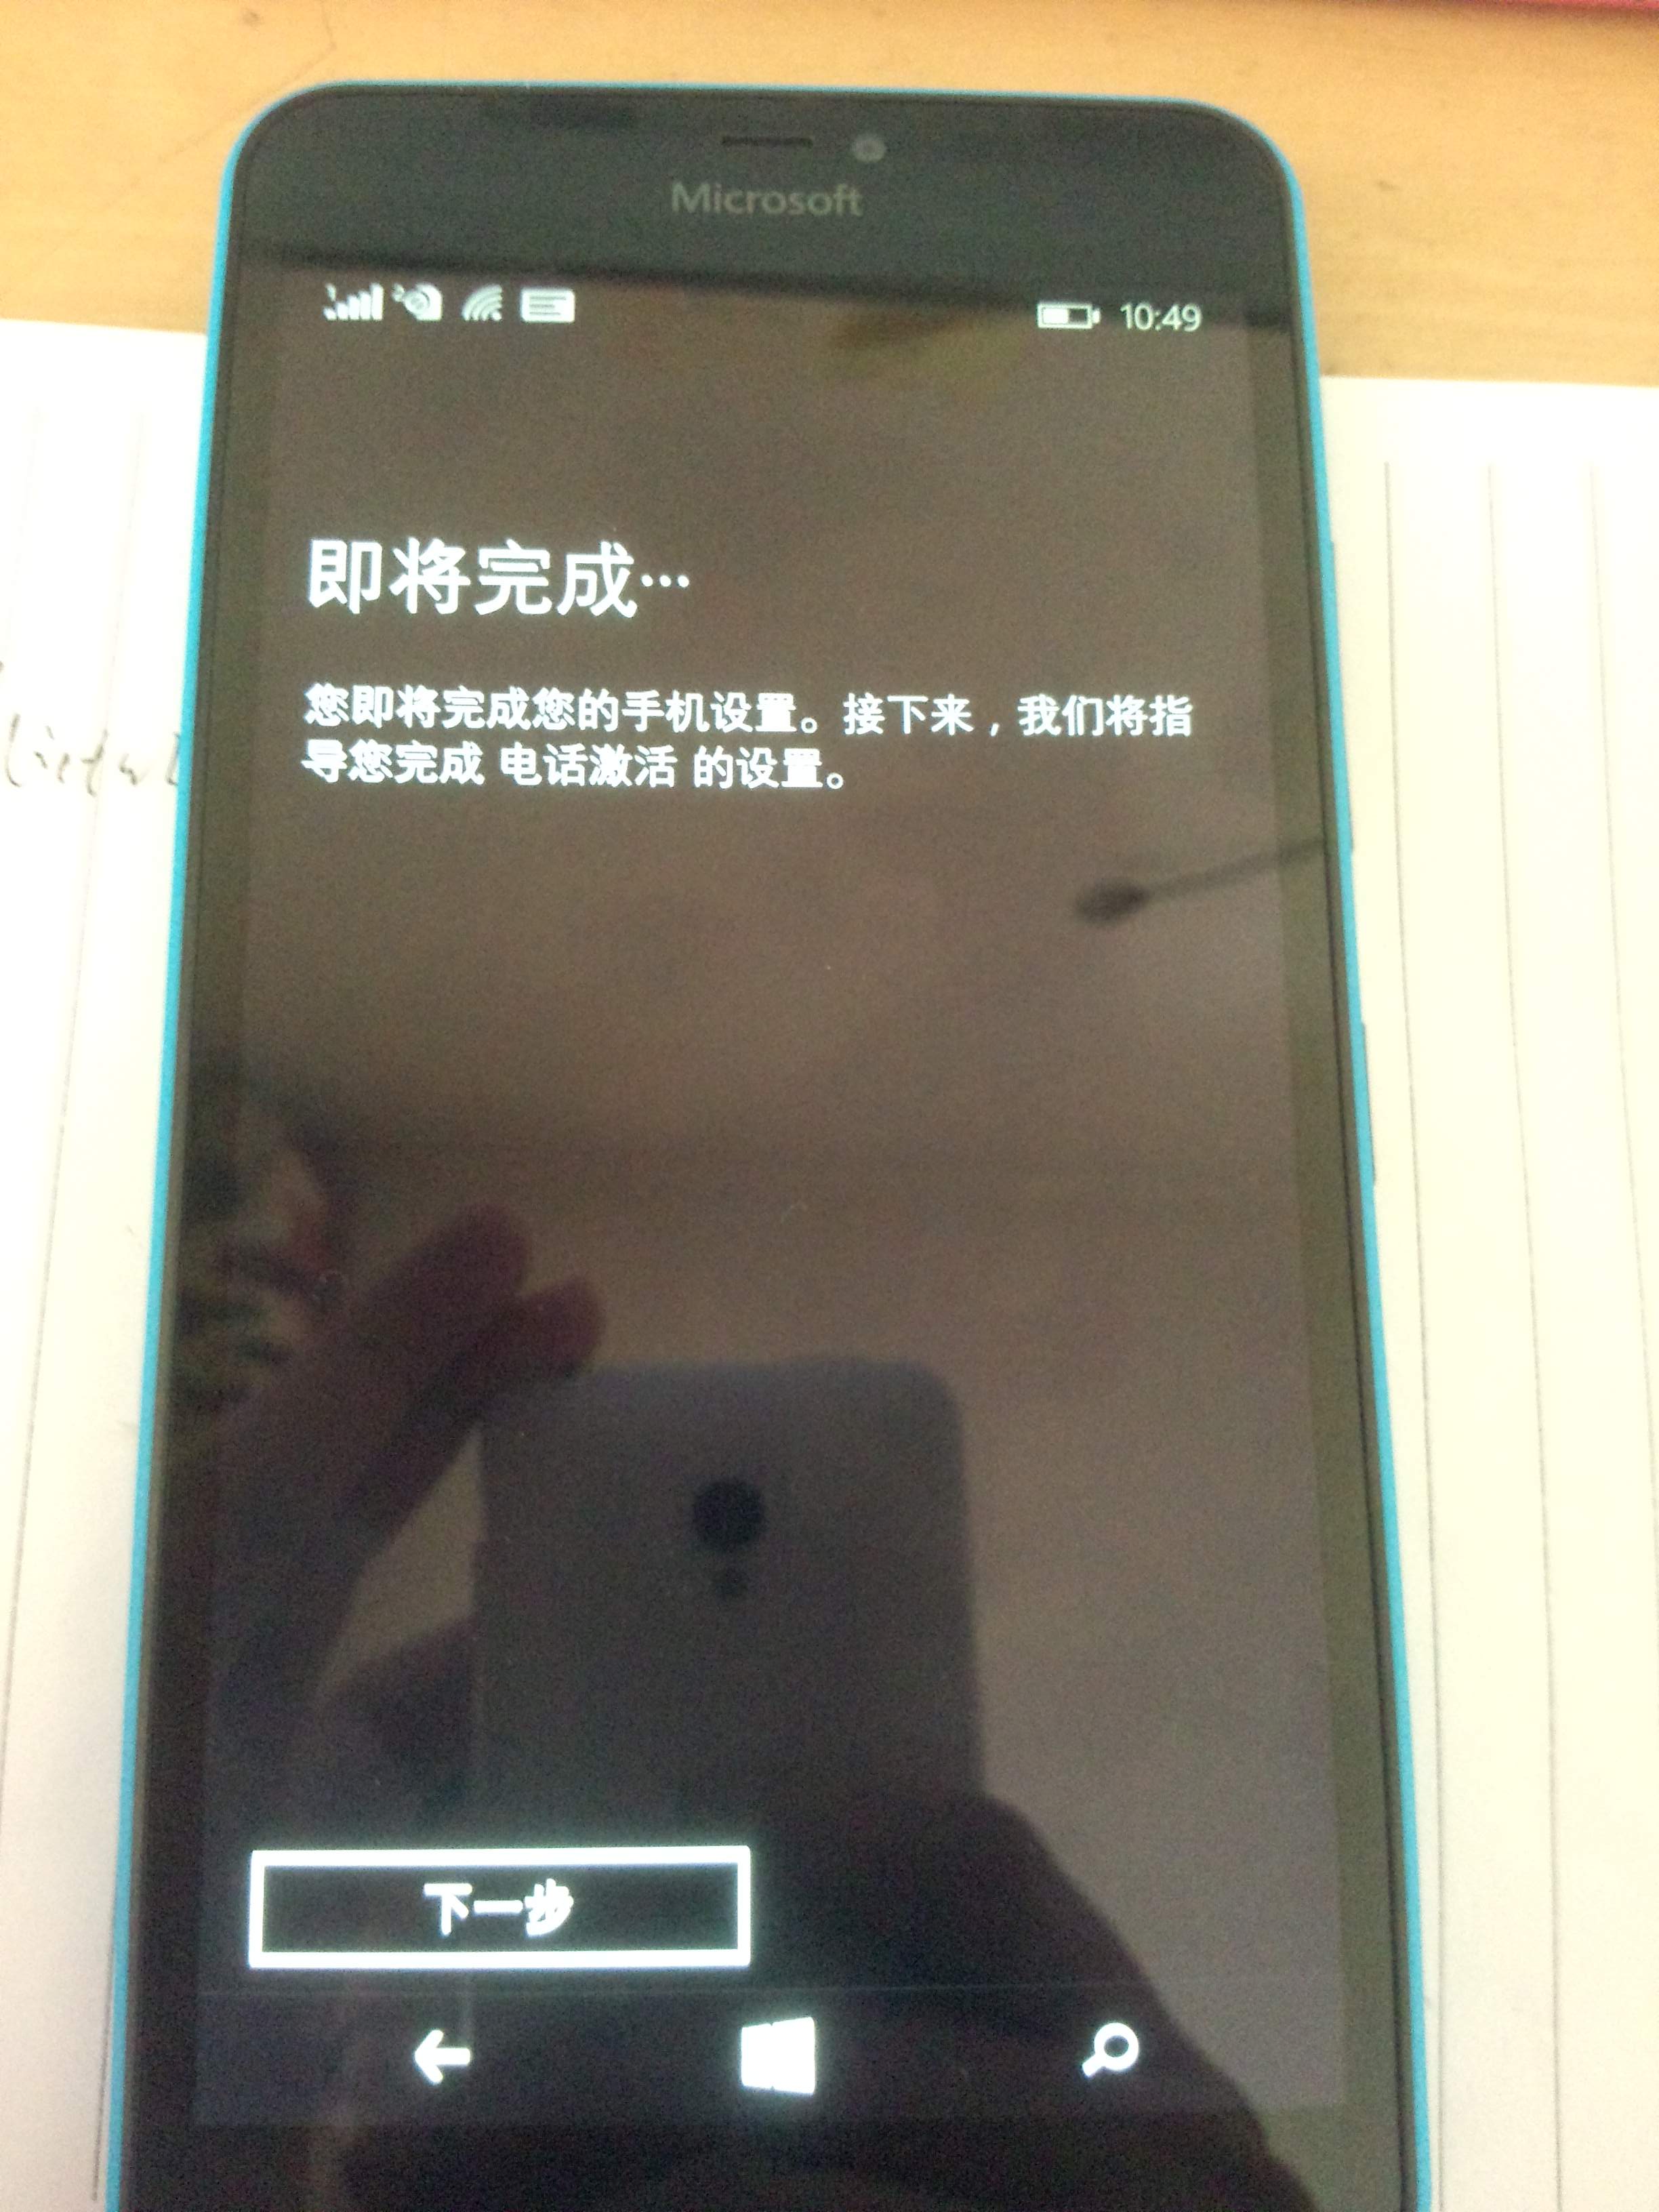 Microsoft
10:49
即将完成...
您即将完成您的手机设置。接下来，我们将指
导您完成 电话激活 的设置。
下一步